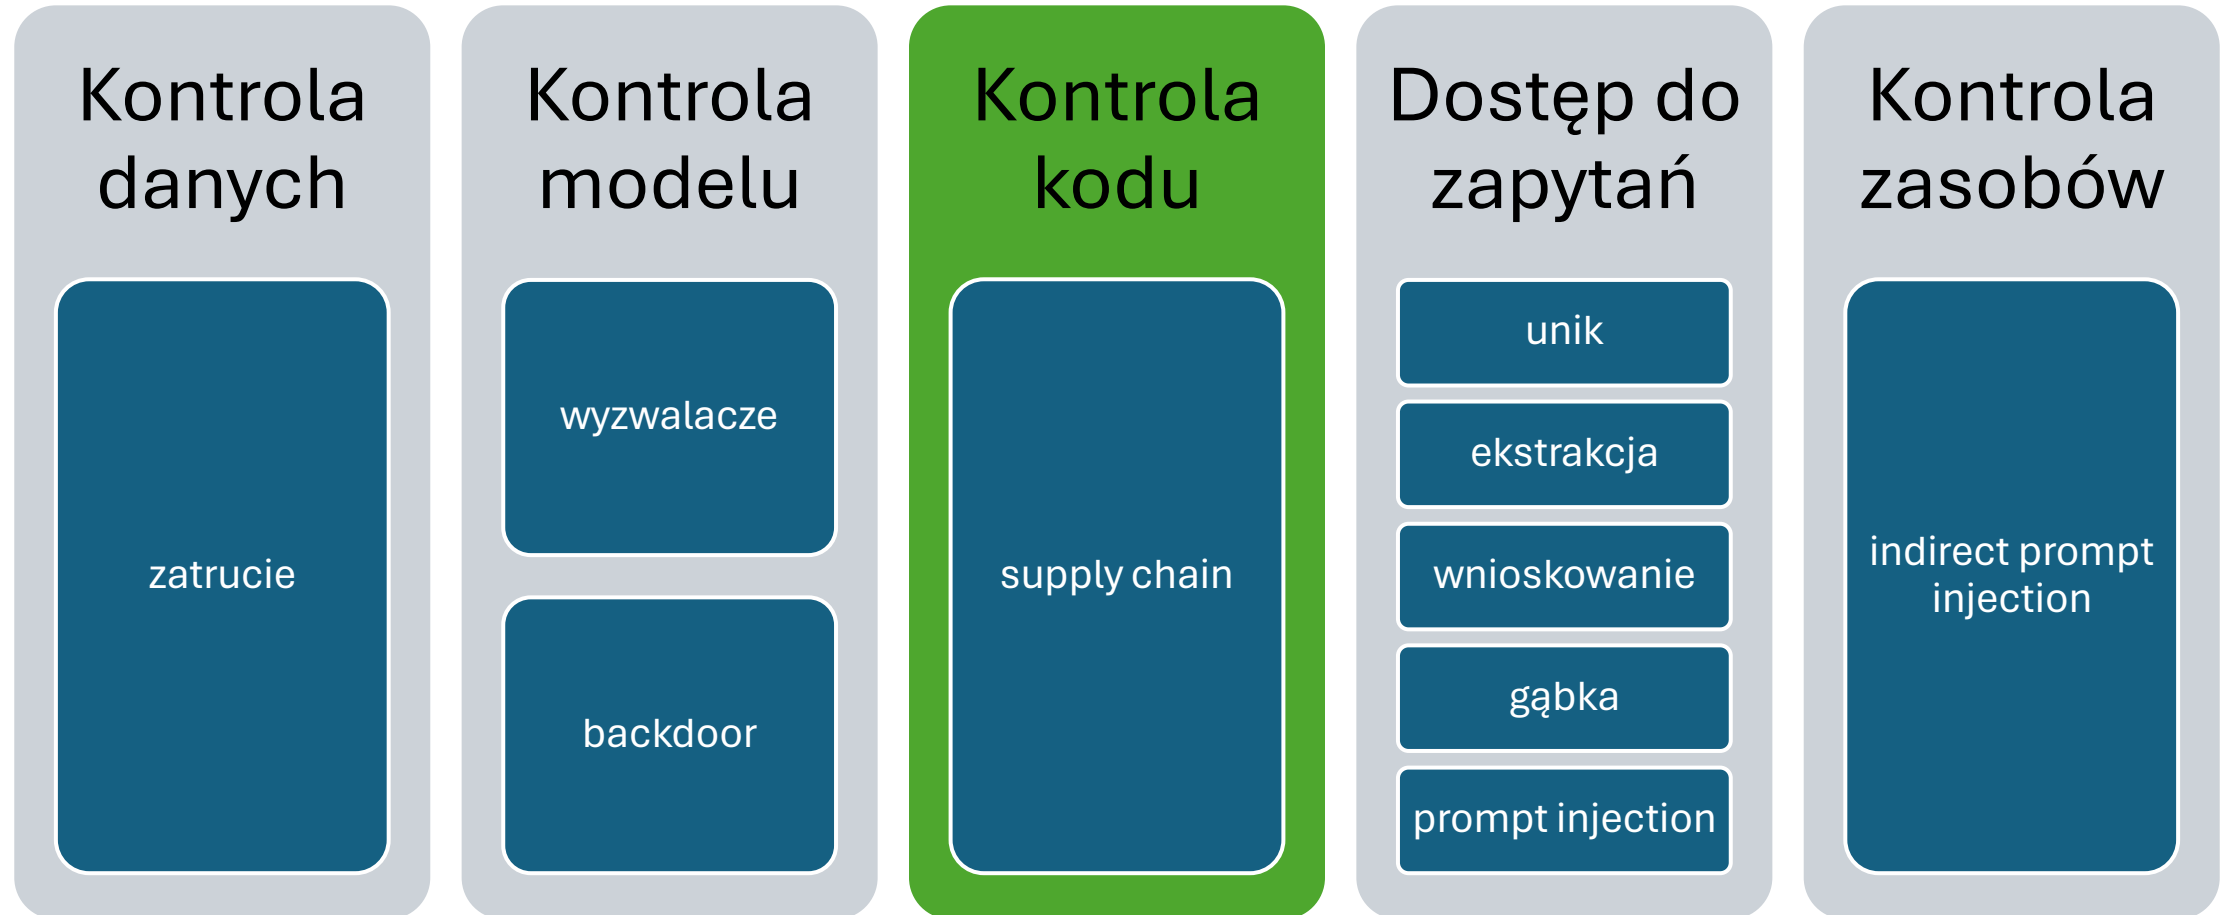 Kontrola
danych
zatrucie
Kontrola
modelu
wyzwalacze
backdoor
Kontrola
kodu
supply chain
Dostęp do
zapytań
unik
ekstrakcja
wnioskowanie
gąbka
prompt injection
Kontrola
zasobów
indirect prompt
injection